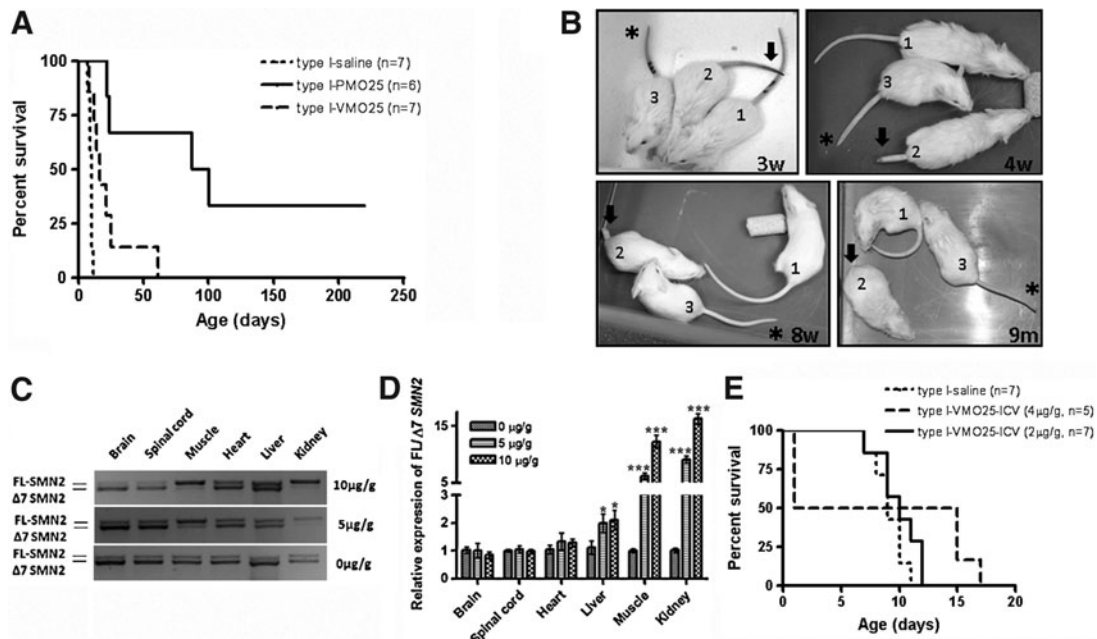 A
type I-saline (n=7)
type I-PMO25 (n=6)
type I-VMO25 (n=7)
Percent survival
100
75
50
25
0
0 50 100 150 200 250
Age (days)
B
*
2
3
1
3w
1
3
*
2
4w
2
1
3
* 8w
1
2
3
*
9m
C
Brain Spinal cord Muscle Heart Liver Kidney
FL-SMN2
Δ7 SMN2
10µg/g
FL-SMN2
Δ7 SMN2
5µg/g
FL-SMN2
Δ7 SMN2
0µg/g
D
Relative expression of FL/Δ7 SMN2
0 µg/g
5 µg/g
10 µg/g
15
5
3
2
1
0
* *
*** ***
*** ***
Brain Spinal cord Heart Liver Muscle Kidney
E
type I-saline (n=7)
type I-VMO25-ICV (4µg/g, n=5)
type I-VMO25-ICV (2µg/g, n=7)
Percent survival
100
75
50
25
0
0 5 10 15 20
Age (days)